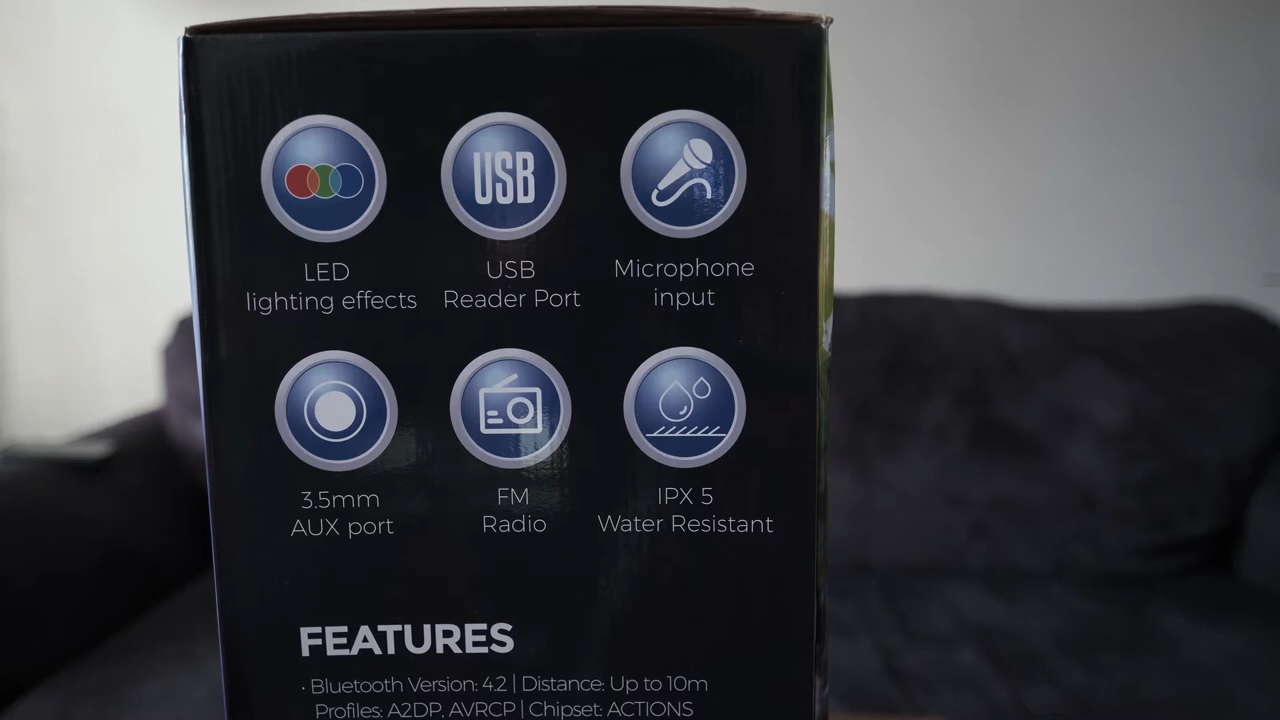 USB
LED
lighting effects
USB
Reader Port
Microphone
input
3.5mm
AUX port
FM
Radio
IPX 5
Water Resistant
FEATURES
· Bluetooth Version: 4.2 | Distance: Up to 10m
Profiles: A2DP, AVRCP | Chipset: ACTIONS